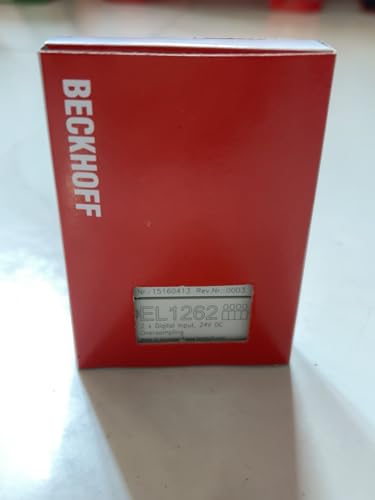 BECKHOFF
Nr. 15160413 Rev.Nr. 0003
EL1262 0000
2 x Digital Input, 24V DC
Oversampling